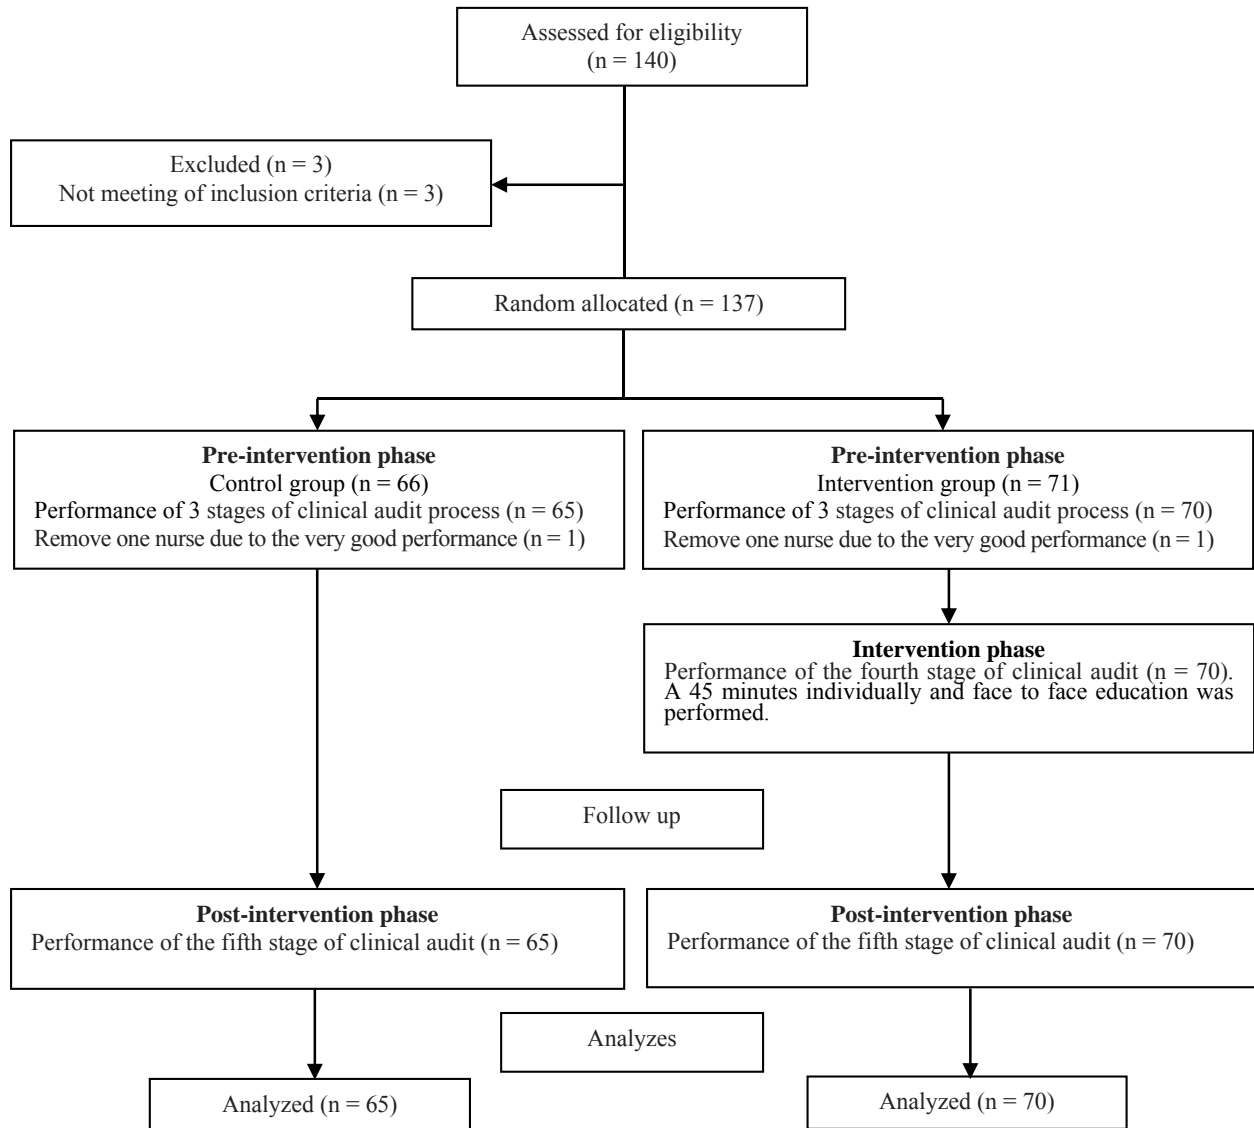 Assessed for eligibility
(n = 140)
Excluded (n = 3)
Not meeting of inclusion criteria (n = 3)
Random allocated (n = 137)
Pre-intervention phase
Control group (n = 66)
Performance of 3 stages of clinical audit process (n = 65)
Remove one nurse due to the very good performance (n = 1)
Pre-intervention phase
Intervention group (n = 71)
Performance of 3 stages of clinical audit process (n = 70)
Remove one nurse due to the very good performance (n = 1)
Intervention phase
Performance of the fourth stage of clinical audit (n = 70).
A 45 minutes individually and face to face education was
performed.
Follow up
Post-intervention phase
Performance of the fifth stage of clinical audit (n = 65)
Post-intervention phase
Performance of the fifth stage of clinical audit (n = 70)
Analyzes
Analyzed (n = 65)
Analyzed (n = 70)